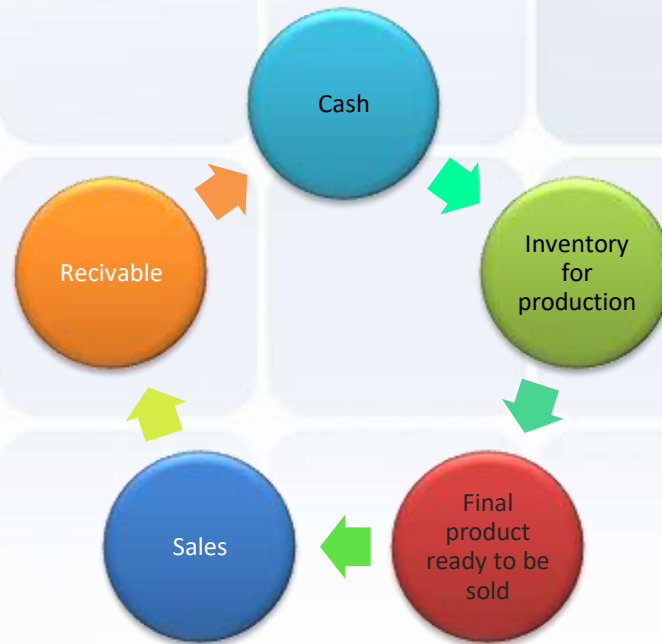 Cash
Inventory
for
production
Final
product
ready to be
sold
Sales
Recivable